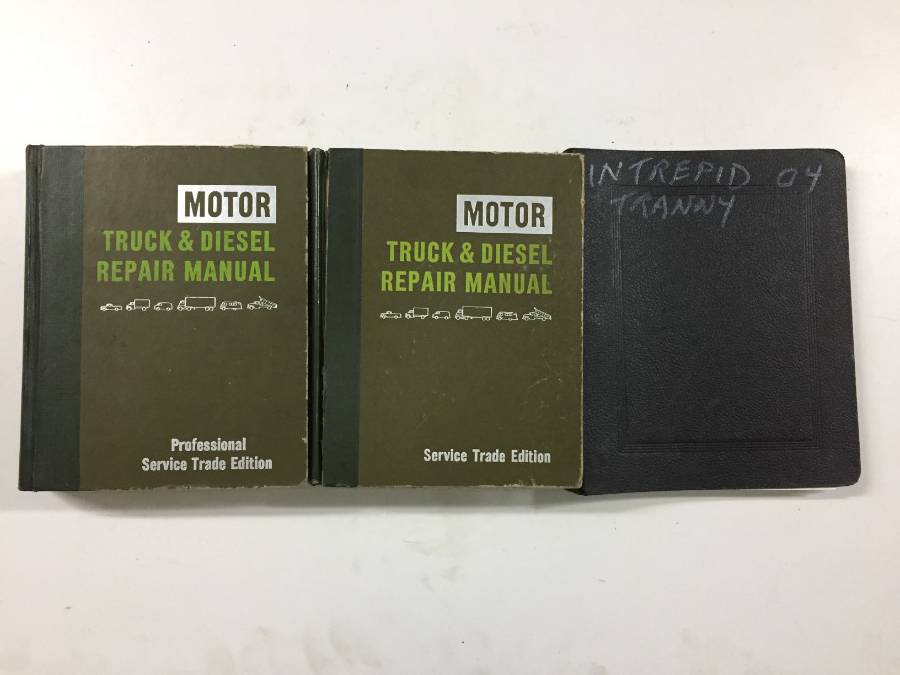 MOTOR
TRUCK & DIESEL
REPAIR MANUAL
Professional
Service Trade Edition
MOTOR
TRUCK & DIESEL
REPAIR MANUAL
Service Trade Edition
INTREPID 04
TRANNY